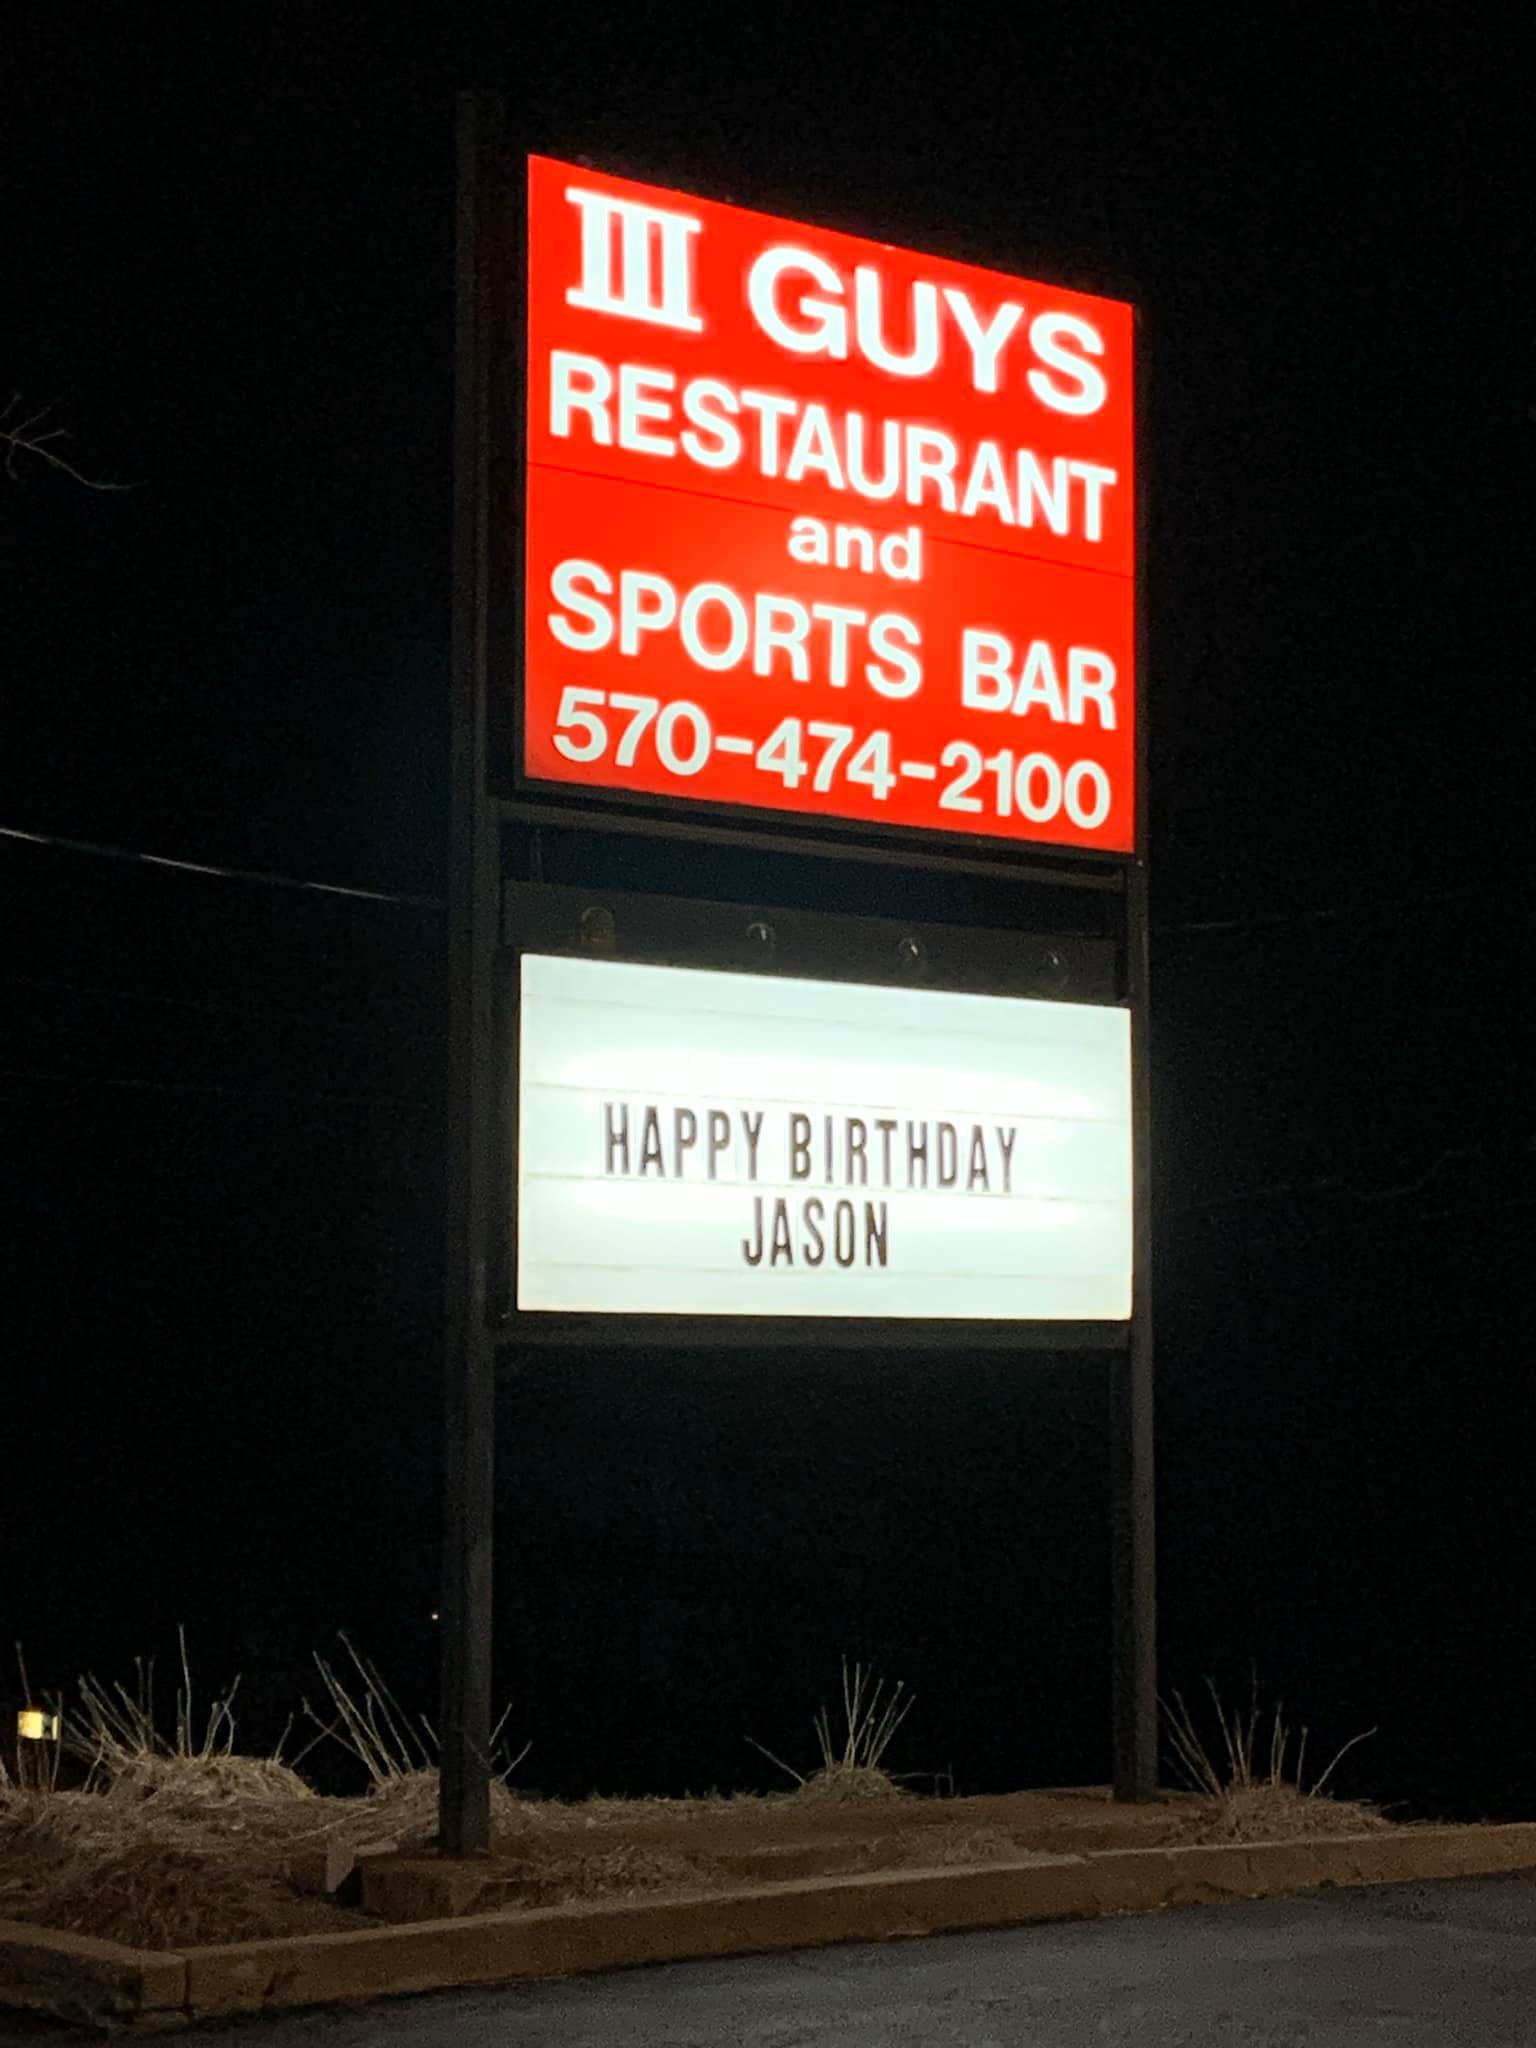 III GUYS
RESTAURANT
and
SPORTS BAR
570-474-2100
HAPPY BIRTHDAY
JASON